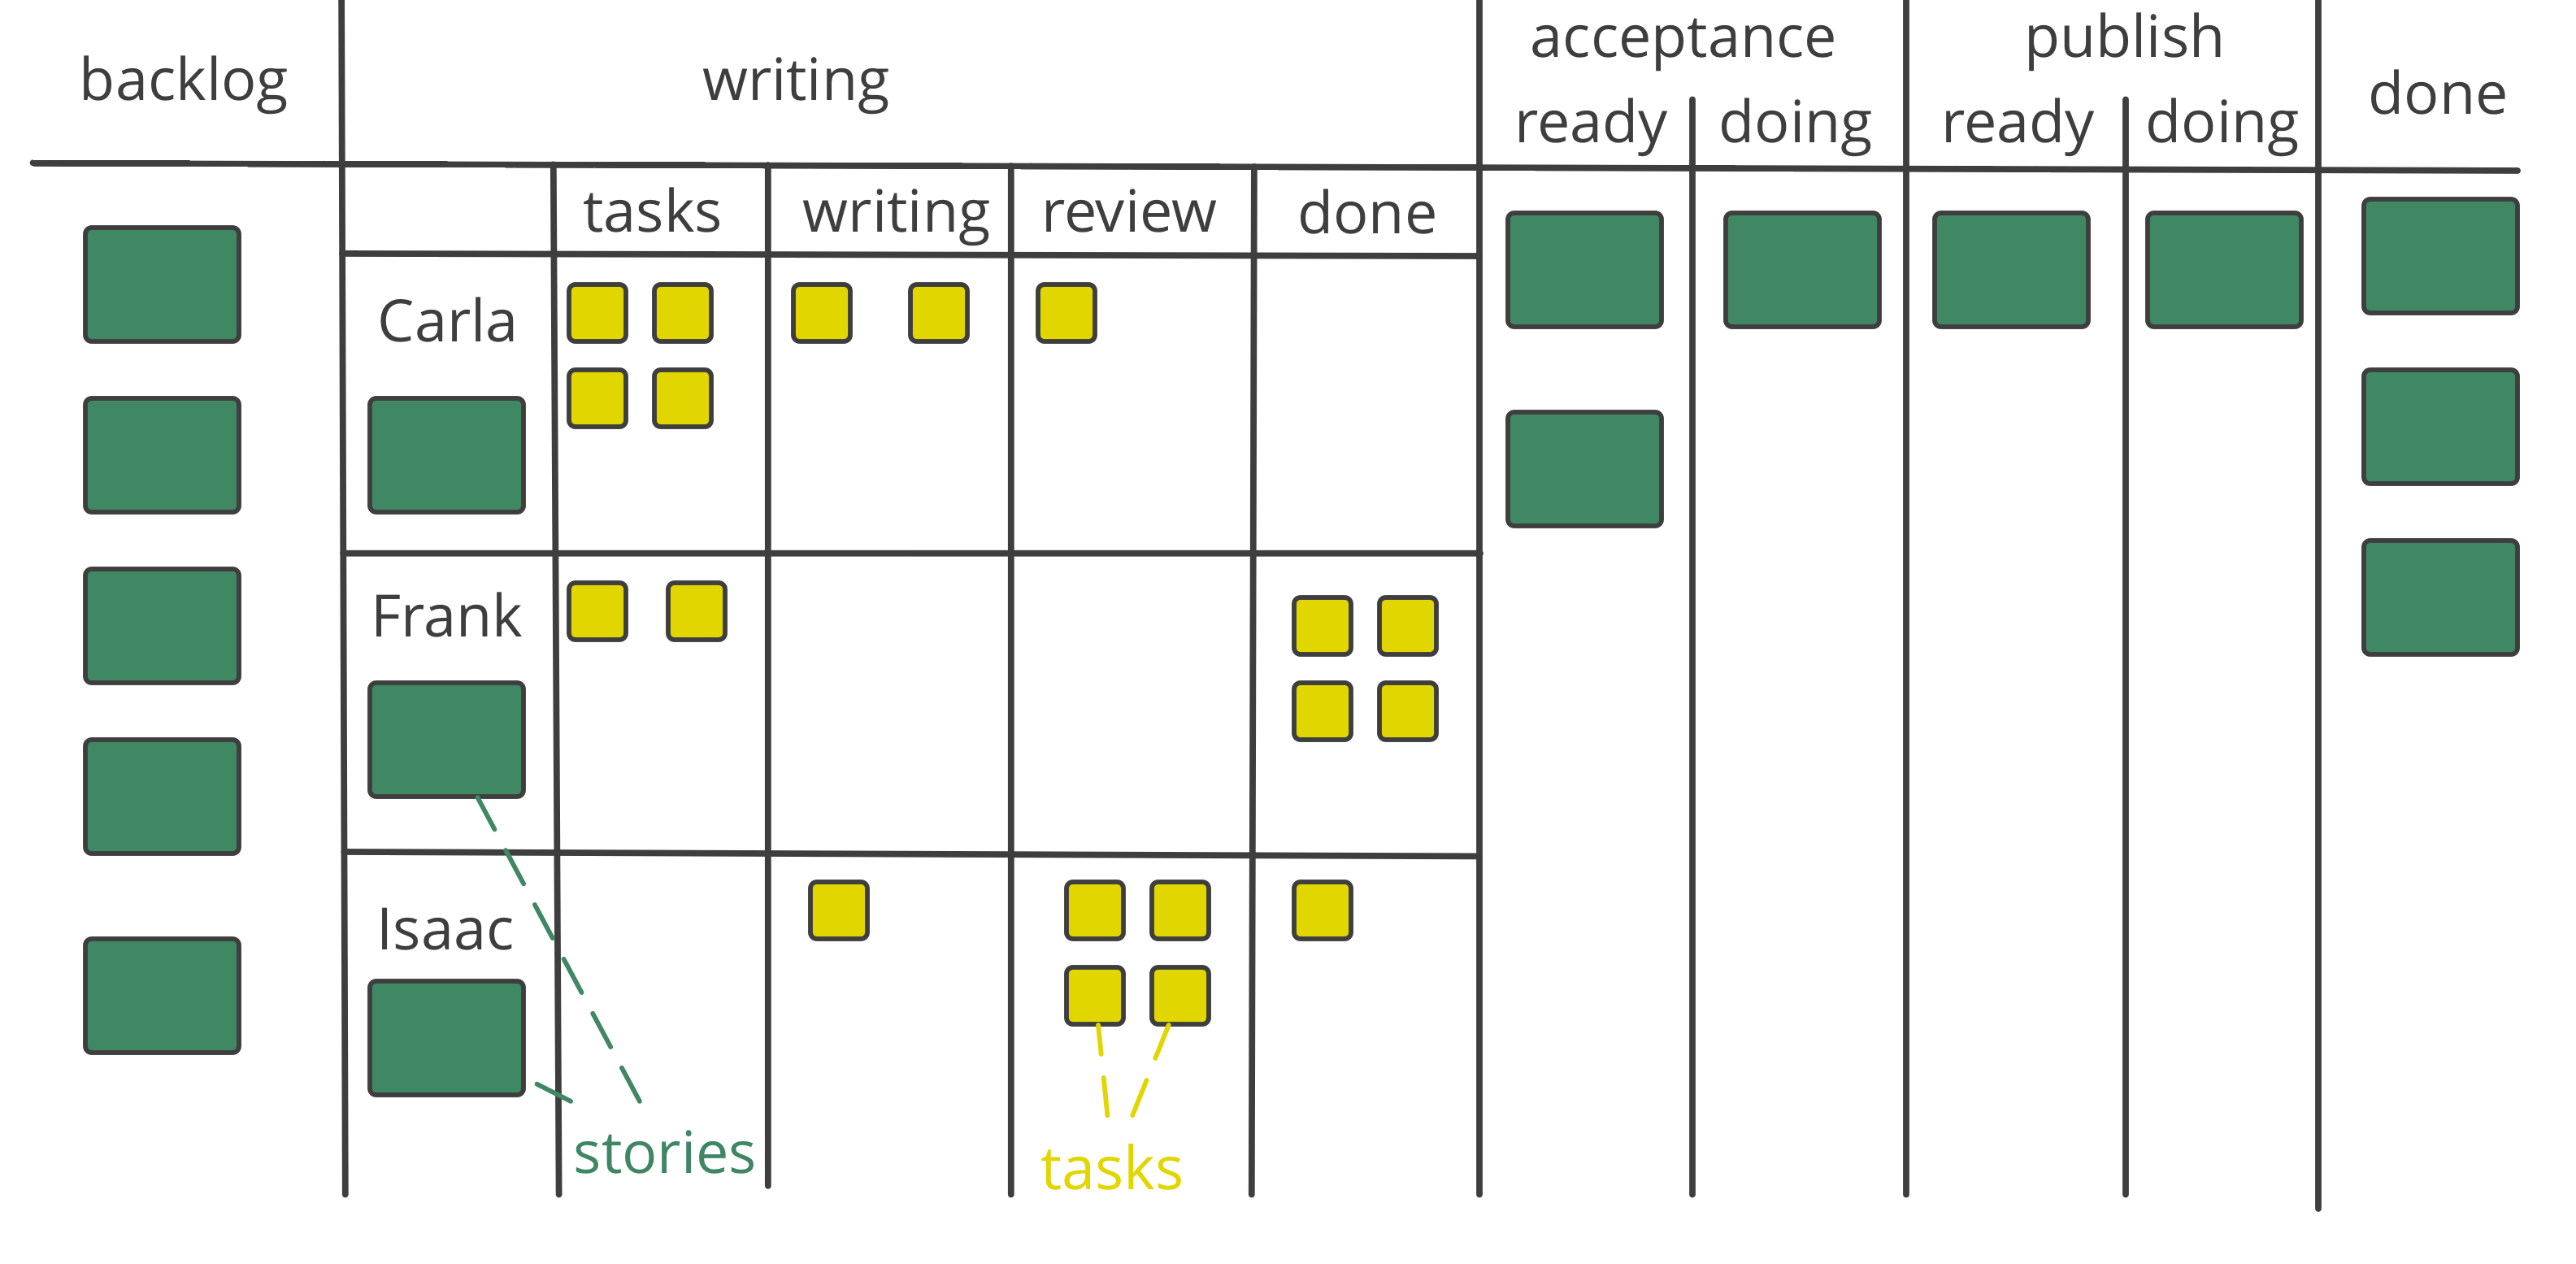 backlog
writing
acceptance
ready
doing
publish
ready
doing
done
tasks
writing
review
done
Carla
Frank
Isaac
stories
tasks